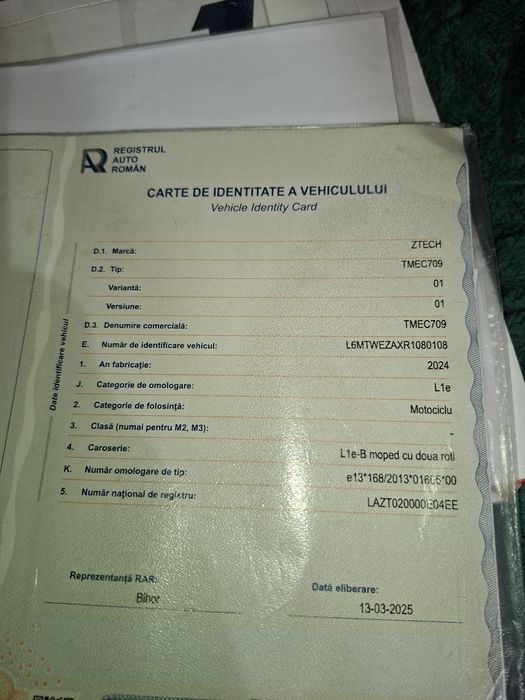 REGISTRUL
AUTO
ROMÂN
CARTE DE IDENTITATE A VEHICULULUI
Vehicle Identity Card
Date identificare vehicul
D.1. Marcă: ZTECH
D.2. Tip: TMEC709
Variantă: 01
Versiune: 01
D.3. Denumire comercială: TMEC709
E. Număr de identificare vehicul: L6MTWEZAXR1080108
1. An fabricaţie: 2024
J. Categorie de omologare: L1e
2. Categorie de folosinţă: Motociclu
3. Clasă (numai pentru M2, M3): -
4. Caroserie: L1e-B moped cu doua roti
K. Număr omologare de tip:
5. Număr naţional de registru:
Reprezentanţă RAR: Bihor
Dată eliberare: 13-03-2025